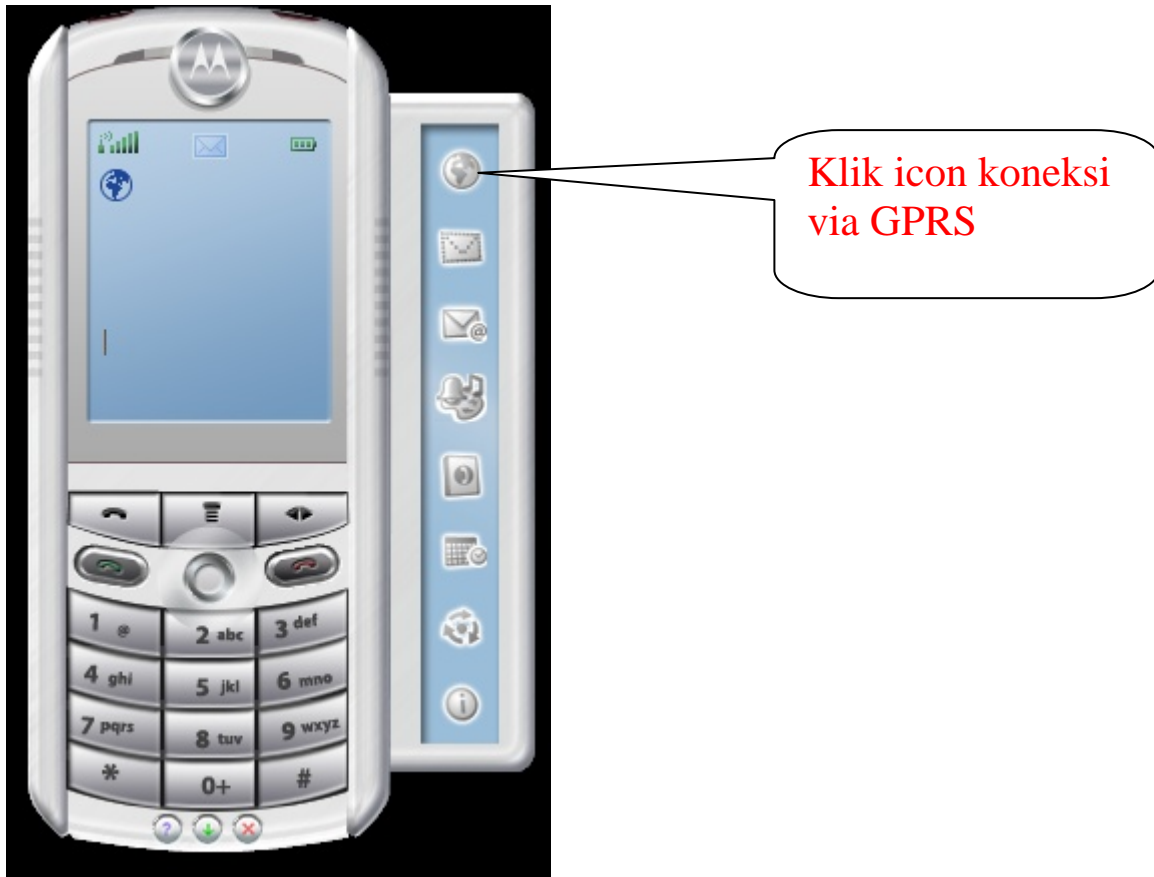 Klik icon koneksi
via GPRS
1 @
2 abc
3 def
4 ghi
5 jkl
6 mno
7 pqrs
8 tuv
9 wxyz
*
0+
#